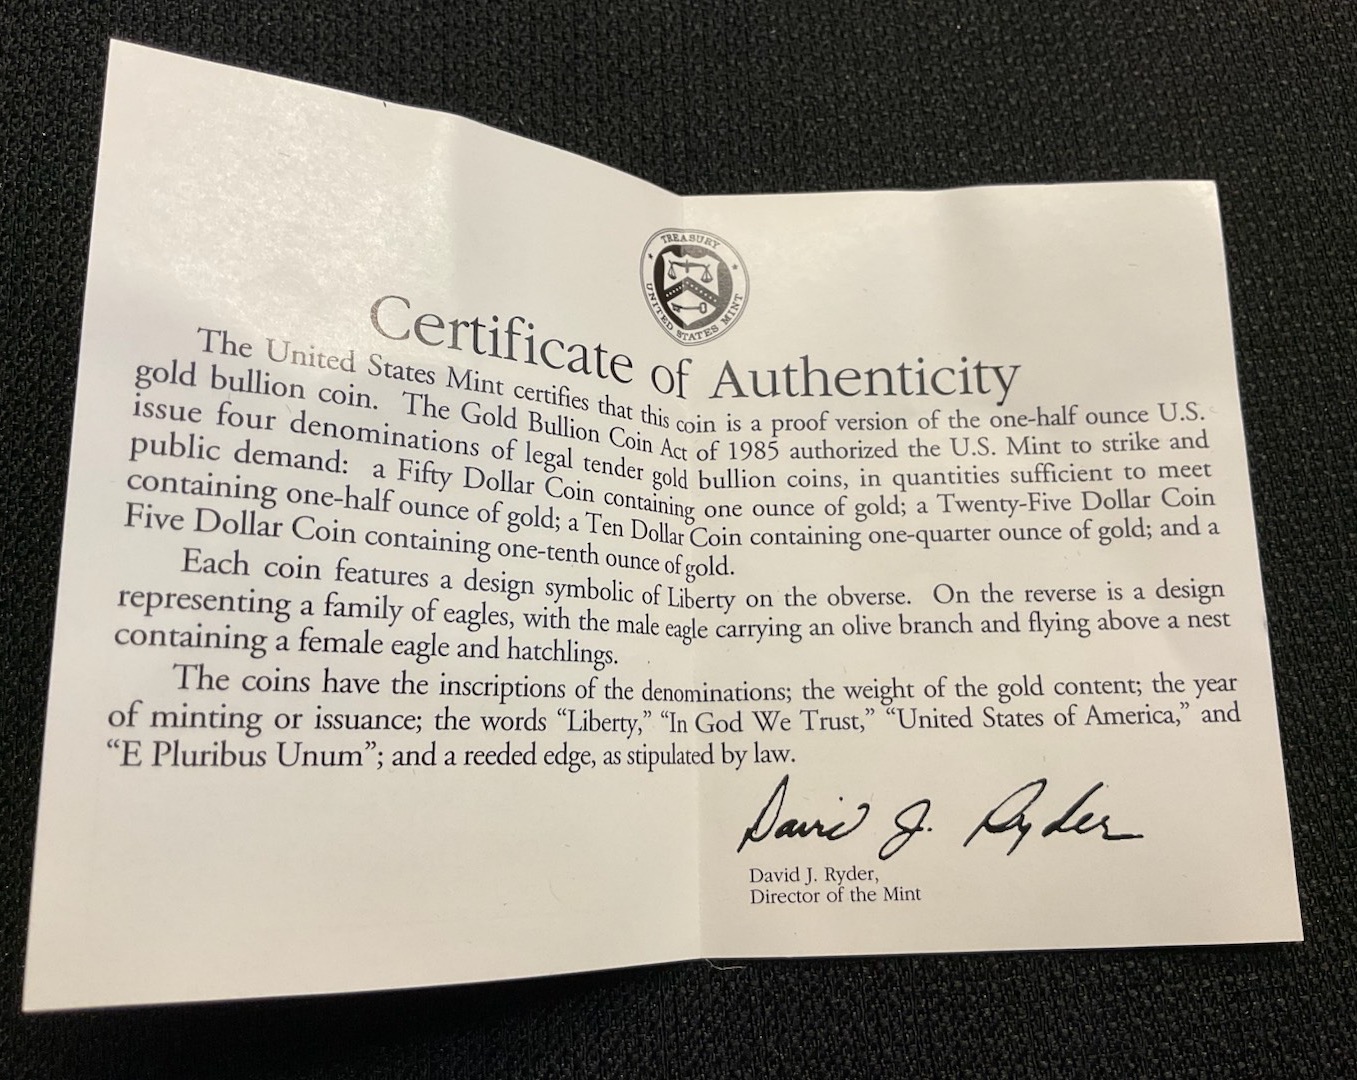 TREASURY
UNITED STATES MINT
Certificate of Authenticity
The United States Mint certifies that this coin is a proof version of the one-half ounce U.S.
gold bullion coin. The Gold Bullion Coin Act of 1985 authorized the U.S. Mint to strike and
issue four denominations of legal tender gold bullion coins, in quantities sufficient to meet
public demand: a Fifty Dollar Coin containing one ounce of gold; a Twenty-Five Dollar Coin
containing one-half ounce of gold; a Ten Dollar Coin containing one-quarter ounce of gold; and a
Five Dollar Coin containing one-tenth ounce of gold.
Each coin features a design symbolic of Liberty on the obverse. On the reverse is a design
representing a family of eagles, with the male eagle carrying an olive branch and flying above a nest
containing a female eagle and hatchlings.
The coins have the inscriptions of the denominations; the weight of the gold content; the year
of minting or issuance; the words “Liberty,” “In God We Trust,” “United States of America,” and
“E Pluribus Unum”; and a reeded edge, as stipulated by law.
David J. Ryder
David J. Ryder,
Director of the Mint